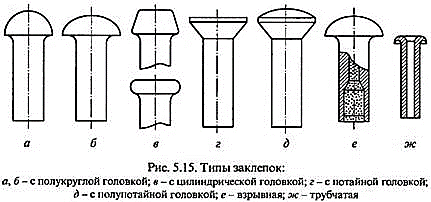 а б в г д е ж
Рис. 5.15. Типы заклепок:
а, б – с полукруглой головкой; в – с цилиндрической головкой; г – с потайной головкой;
д – с полупотайной головкой; е – взрывная; ж – трубчатая